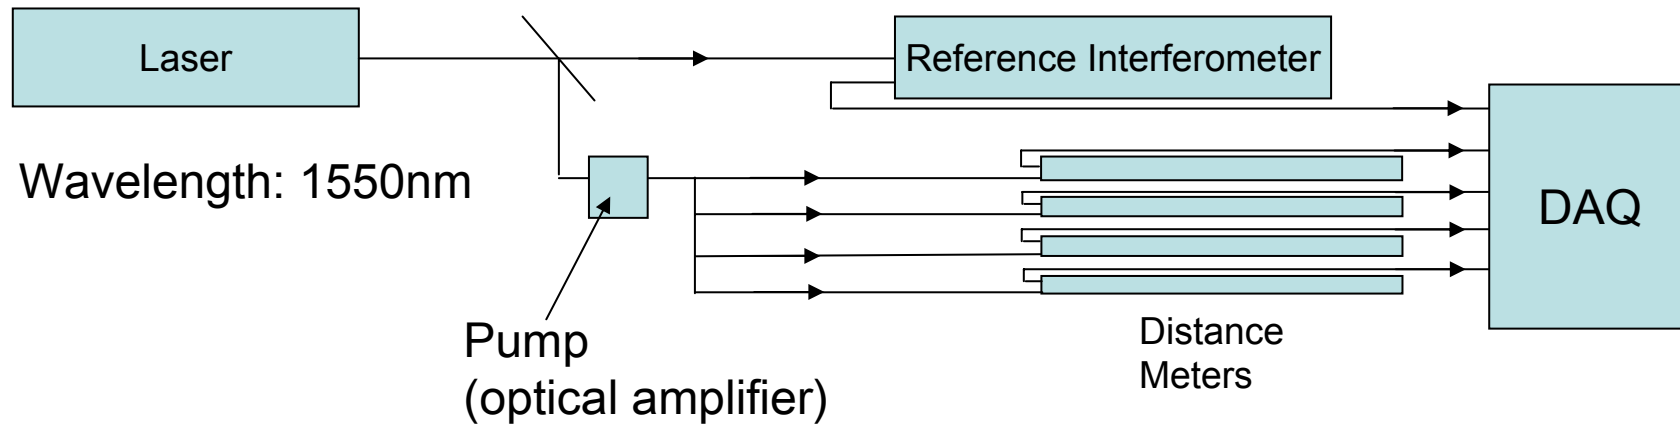 Laser
Reference Interferometer
Wavelength: 1550nm
DAQ
Pump
(optical amplifier)
Distance
Meters